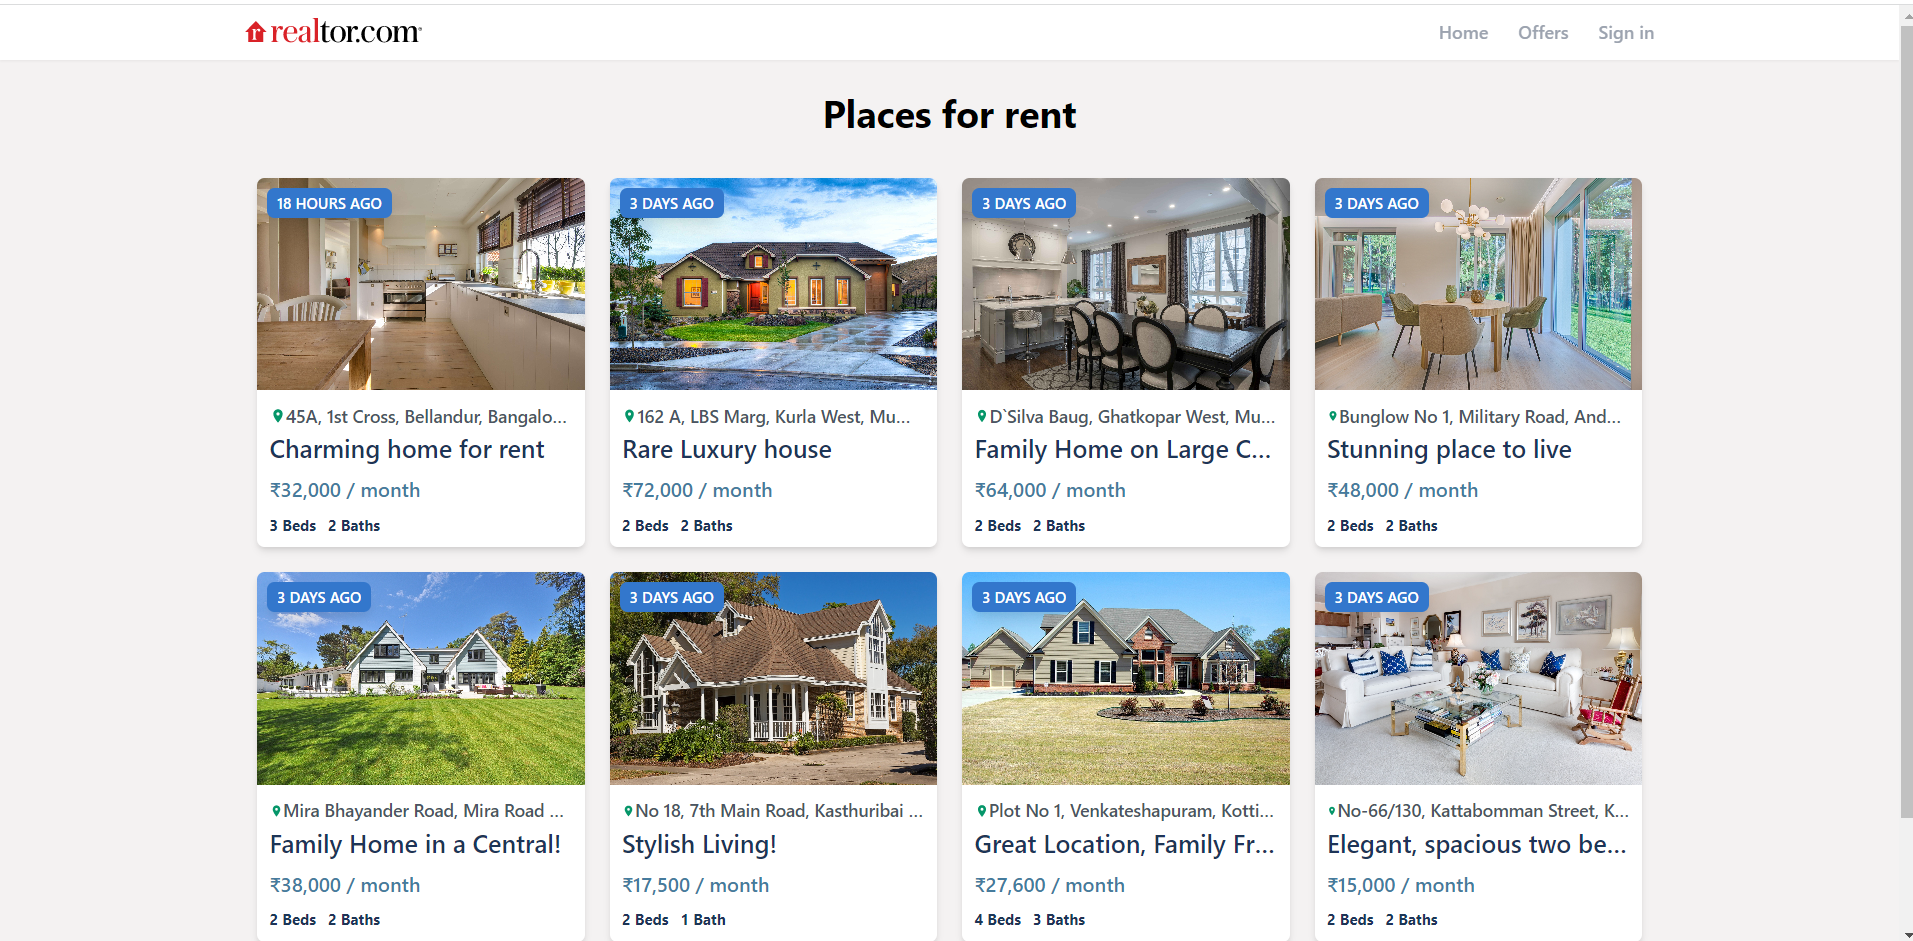 realtor.com
Home Offers Sign in
Places for rent
18 HOURS AGO
45A, 1st Cross, Bellandur, Bangalo...
Charming home for rent
₹32,000 / month
3 Beds 2 Baths
3 DAYS AGO
162 A, LBS Marg, Kurla West, Mu...
Rare Luxury house
₹72,000 / month
2 Beds 2 Baths
3 DAYS AGO
D`Silva Baug, Ghatkopar West, Mu...
Family Home on Large C...
₹64,000 / month
2 Beds 2 Baths
3 DAYS AGO
Bunglow No 1, Military Road, And...
Stunning place to live
₹48,000 / month
2 Beds 2 Baths
3 DAYS AGO
Mira Bhayander Road, Mira Road ...
Family Home in a Central!
₹38,000 / month
2 Beds 2 Baths
3 DAYS AGO
No 18, 7th Main Road, Kasthuribai ...
Stylish Living!
₹17,500 / month
2 Beds 1 Bath
3 DAYS AGO
Plot No 1, Venkateshapuram, Kotti...
Great Location, Family Fr...
₹27,600 / month
4 Beds 3 Baths
3 DAYS AGO
No-66/130, Kattabomman Street, K...
Elegant, spacious two be...
₹15,000 / month
2 Beds 2 Baths